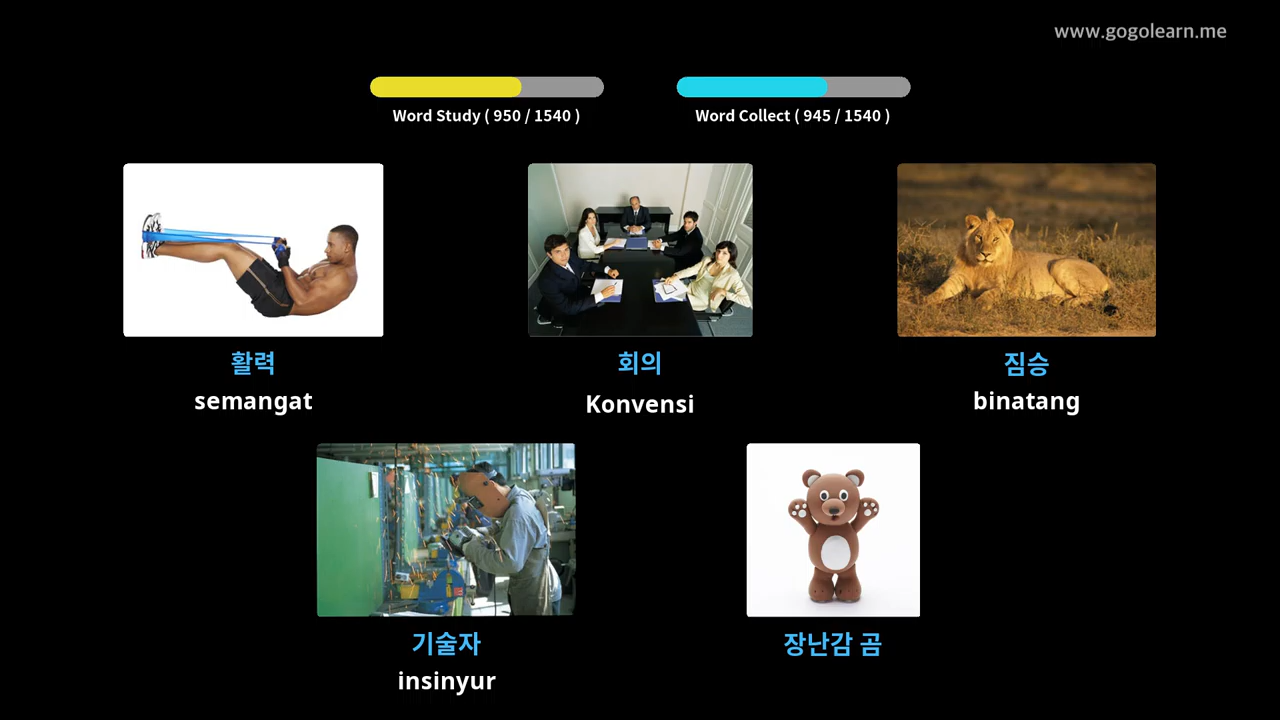 www.gogolearn.me
Word Study ( 950 / 1540 )
Word Collect ( 945 / 1540 )
활력
semangat
회의
Konvensi
짐승
binatang
기술자
insinyur
장난감 곰